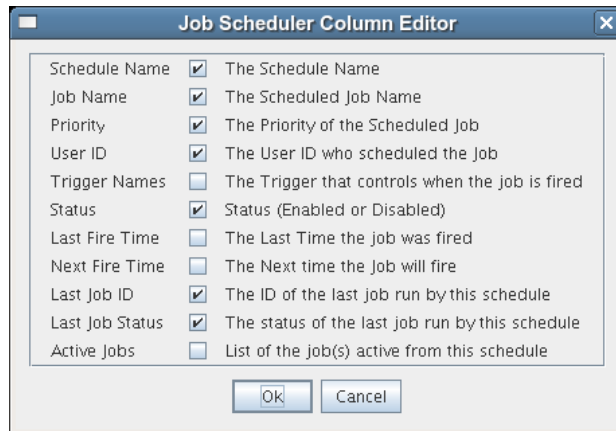 Job Scheduler Column Editor
Schedule Name The Schedule Name
Job Name The Scheduled Job Name
Priority The Priority of the Scheduled Job
User ID The User ID who scheduled the Job
Trigger Names The Trigger that controls when the job is fired
Status Status (Enabled or Disabled)
Last Fire Time The Last Time the job was fired
Next Fire Time The Next time the Job will fire
Last Job ID The ID of the last job run by this schedule
Last Job Status The status of the last job run by this schedule
Active Jobs List of the job(s) active from this schedule
Ok Cancel